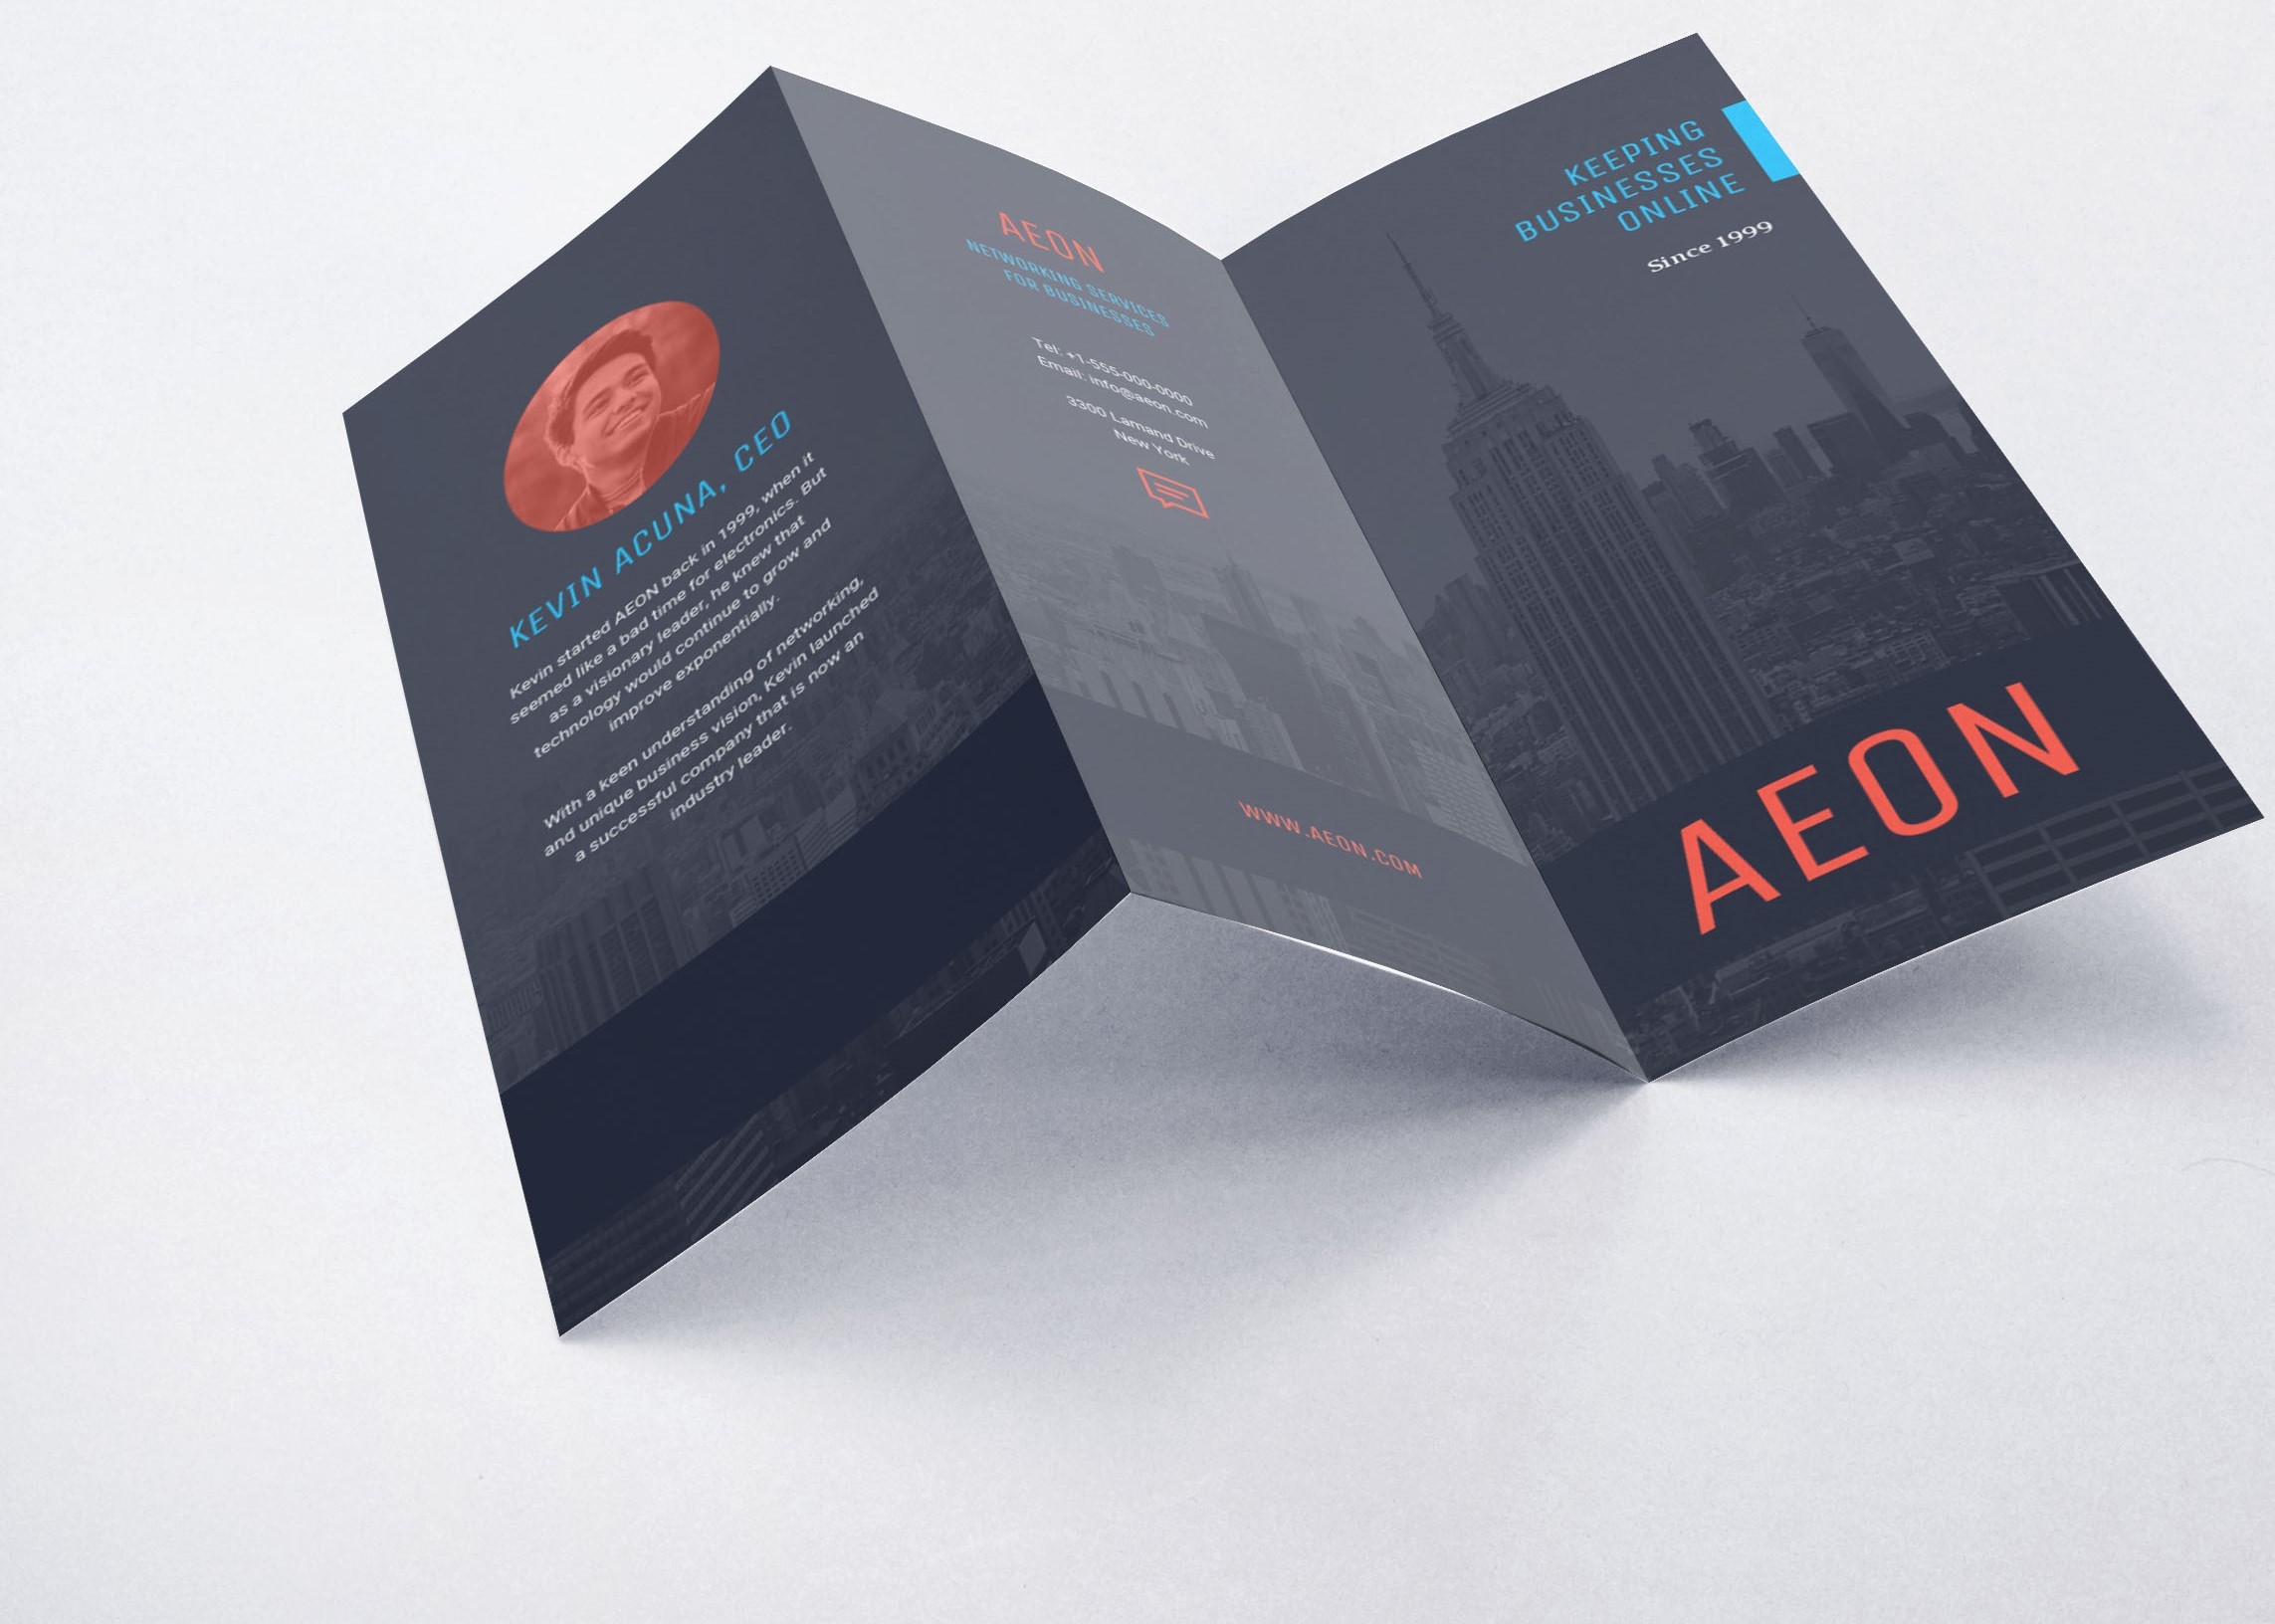 KEVIN ACUNA, CEO
Kevin started AEON back in 1999, when it
seemed like a bad time for electronics. But
as a visionary leader, he knew that
technology would continue to grow and
improve exponentially.
With a keen understanding of networking,
and unique business vision, Kevin launched
a successful company that is now an
industry leader.
AEON
NETWORKING SERVICES
FOR BUSINESSES
Tel: +1-555-000-0000
Email: info@aeon.com
3300 Lamand Drive
New York
WWW.AEON.COM
KEEPING
BUSINESSES
ONLINE
Since 1999
AEON